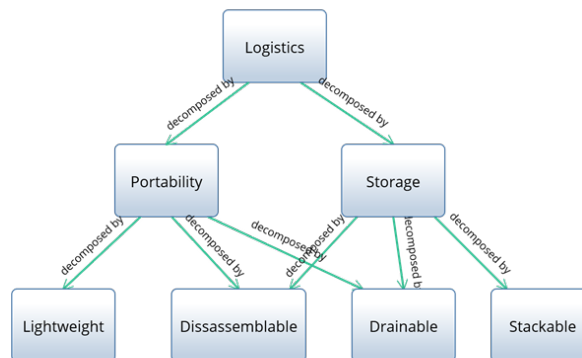 Logistics
decomposed by
decomposed by
Portability
Storage
decomposed by
decomposed by
decomposed by
decomposed by
decomposed by
decomposed by
Lightweight
Dissassemblable
Drainable
Stackable